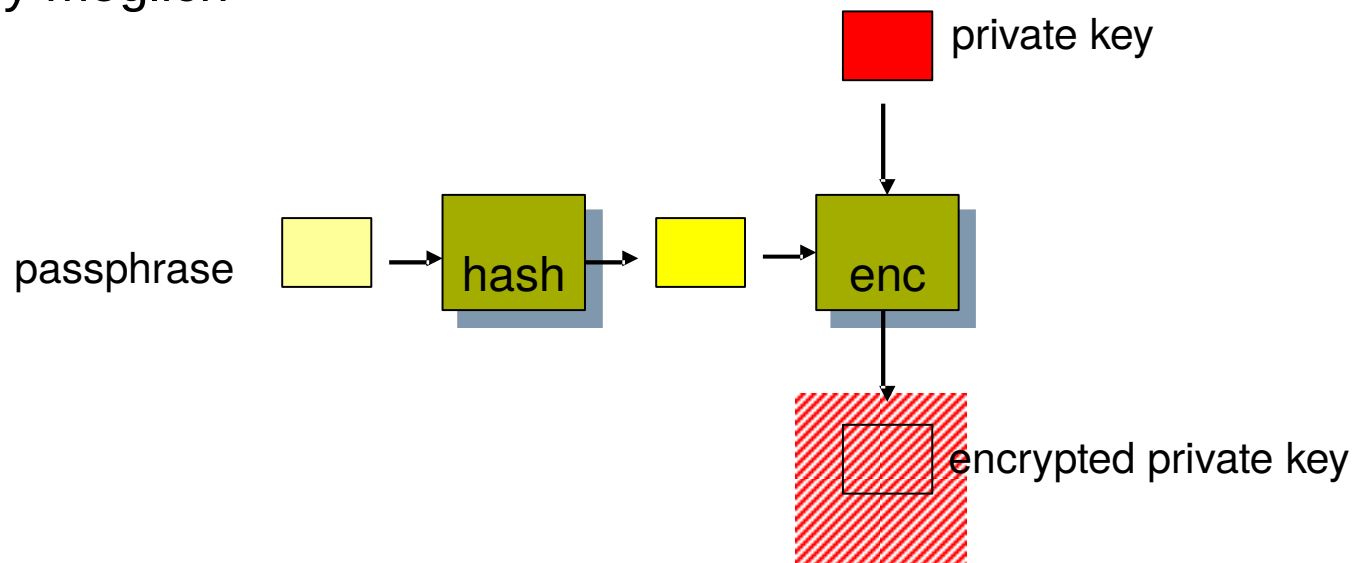 private key
passphrase
hash
enc
encrypted private key